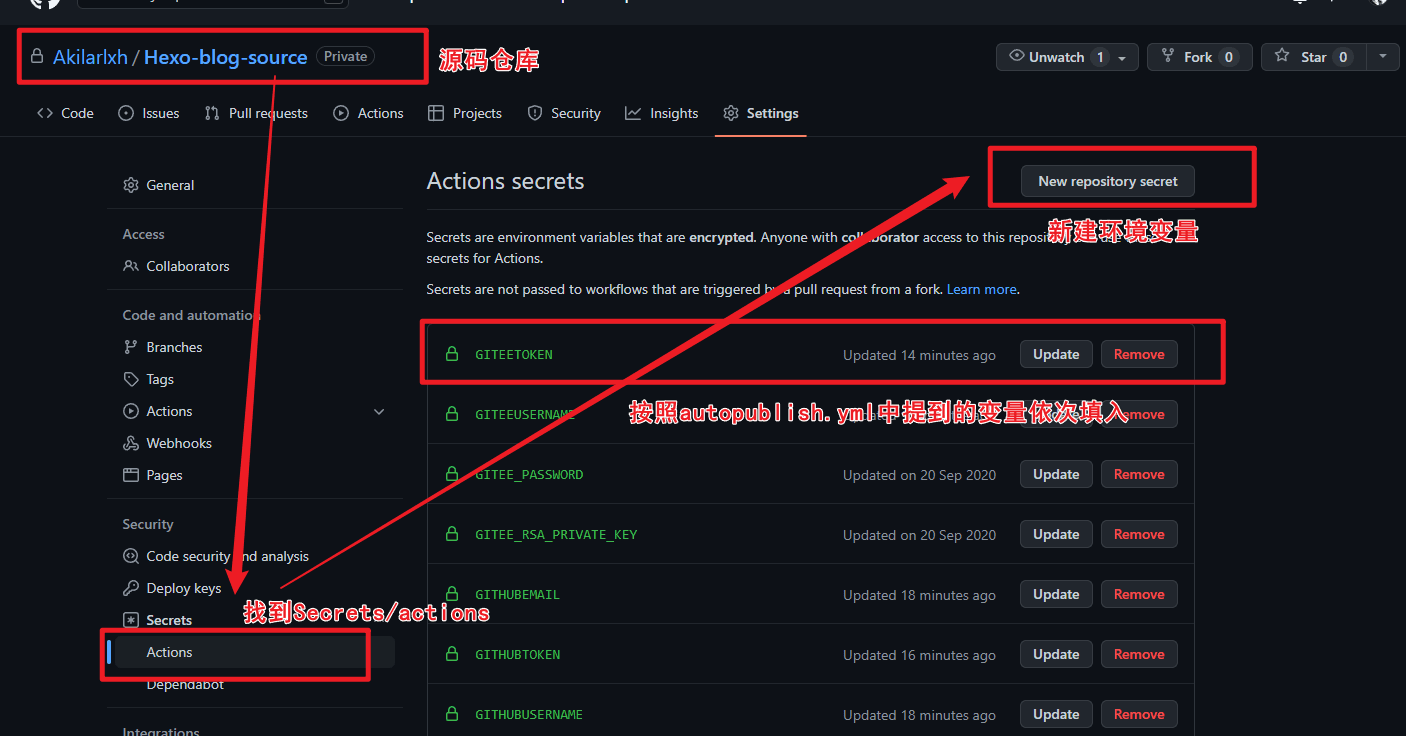 Akilarlxh / Hexo-blog-source Private
源码仓库
Unwatch 1
Fork 0
Star 0
Code
Issues
Pull requests
Actions
Projects
Security
Insights
Settings
General
Access
Collaborators
Code and automation
Branches
Tags
Actions
Webhooks
Pages
Security
Code security and analysis
Deploy keys
找到Secrets/actions
Secrets
Actions
Dependabot
Integrations
Actions secrets
New repository secret
新建环境变量
Secrets are environment variables that are encrypted. Anyone with collaborator access to this
secrets for Actions.
Secrets are not passed to workflows that are triggered by a pull request from a fork. Learn more.
GITEETOKEN Updated 14 minutes ago Update Remove
按照autopublish.yml中提到的变量依次填入
GITEEUSERNAME Remove
GITEE_PASSWORD Updated on 20 Sep 2020 Update Remove
GITEE_RSA_PRIVATE_KEY Updated on 20 Sep 2020 Update Remove
GITHUBEMAIL Updated 18 minutes ago Update Remove
GITHUBTOKEN Updated 16 minutes ago Update Remove
GITHUBUSERNAME Updated 18 minutes ago Update Remove